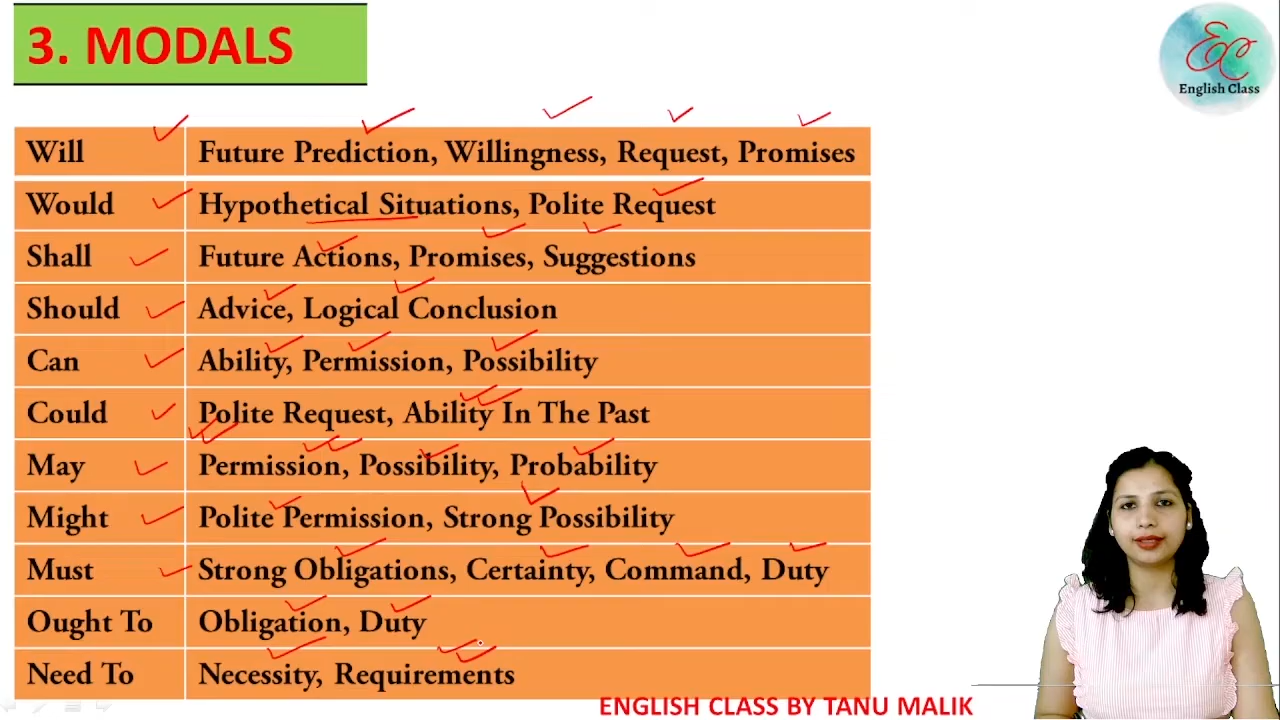 3. MODALS
EC
English Class
Will Future Prediction, Willingness, Request, Promises
Would Hypothetical Situations, Polite Request
Shall Future Actions, Promises, Suggestions
Should Advice, Logical Conclusion
Can Ability, Permission, Possibility
Could Polite Request, Ability In The Past
May Permission, Possibility, Probability
Might Polite Permission, Strong Possibility
Must Strong Obligations, Certainty, Command, Duty
Ought To Obligation, Duty
Need To Necessity, Requirements
ENGLISH CLASS BY TANU MALIK